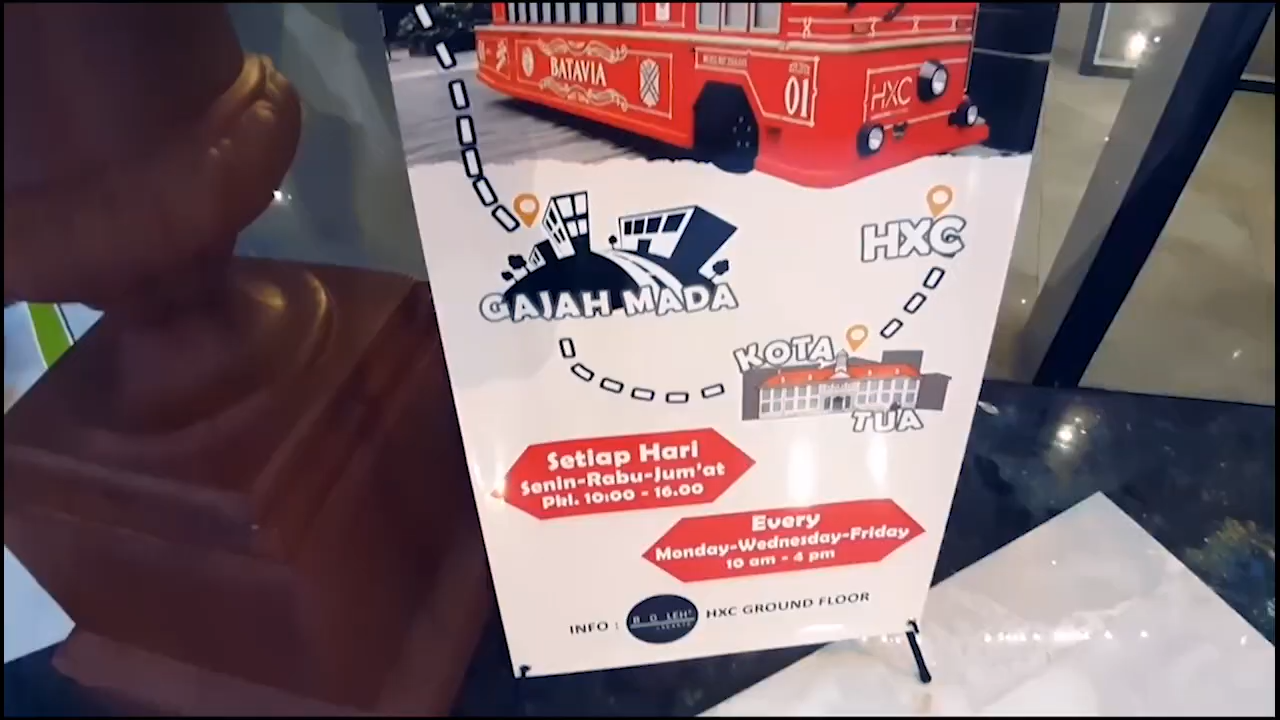 BATAVIA
01
HXC
GAJAH MADA
HXC
KOTA
TUA
Setiap Hari
Senin-Rabu-Jum'at
Pkl. 10:00 - 16.00
Every
Monday-Wednesday-Friday
10 am - 4 pm
INFO : HXC GROUND FLOOR